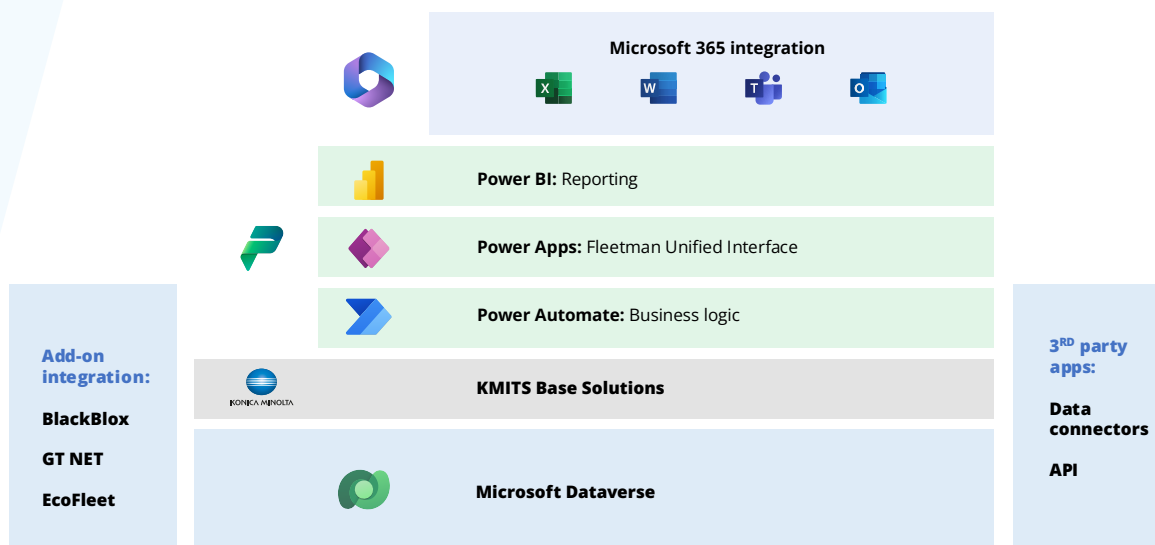 Microsoft 365 integration
X
W
T
O
Power BI: Reporting
Power Apps: Fleetman Unified Interface
Power Automate: Business logic
KONICA MINOLTA
KMITS Base Solutions
Microsoft Dataverse
Add-on
integration:
BlackBlox
GT NET
EcoFleet
3RD party
apps:
Data
connectors
API